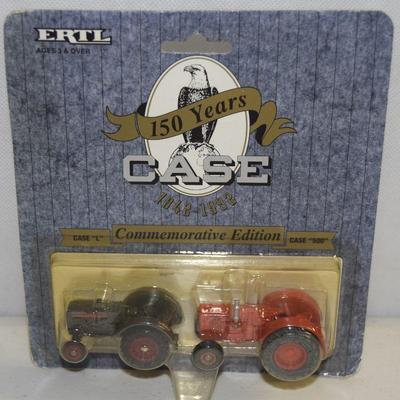 ERTL
AGES 3 & OVER
150 Years
CASE
1842-1992
Commemorative Edition
CASE "L"
CASE "500"